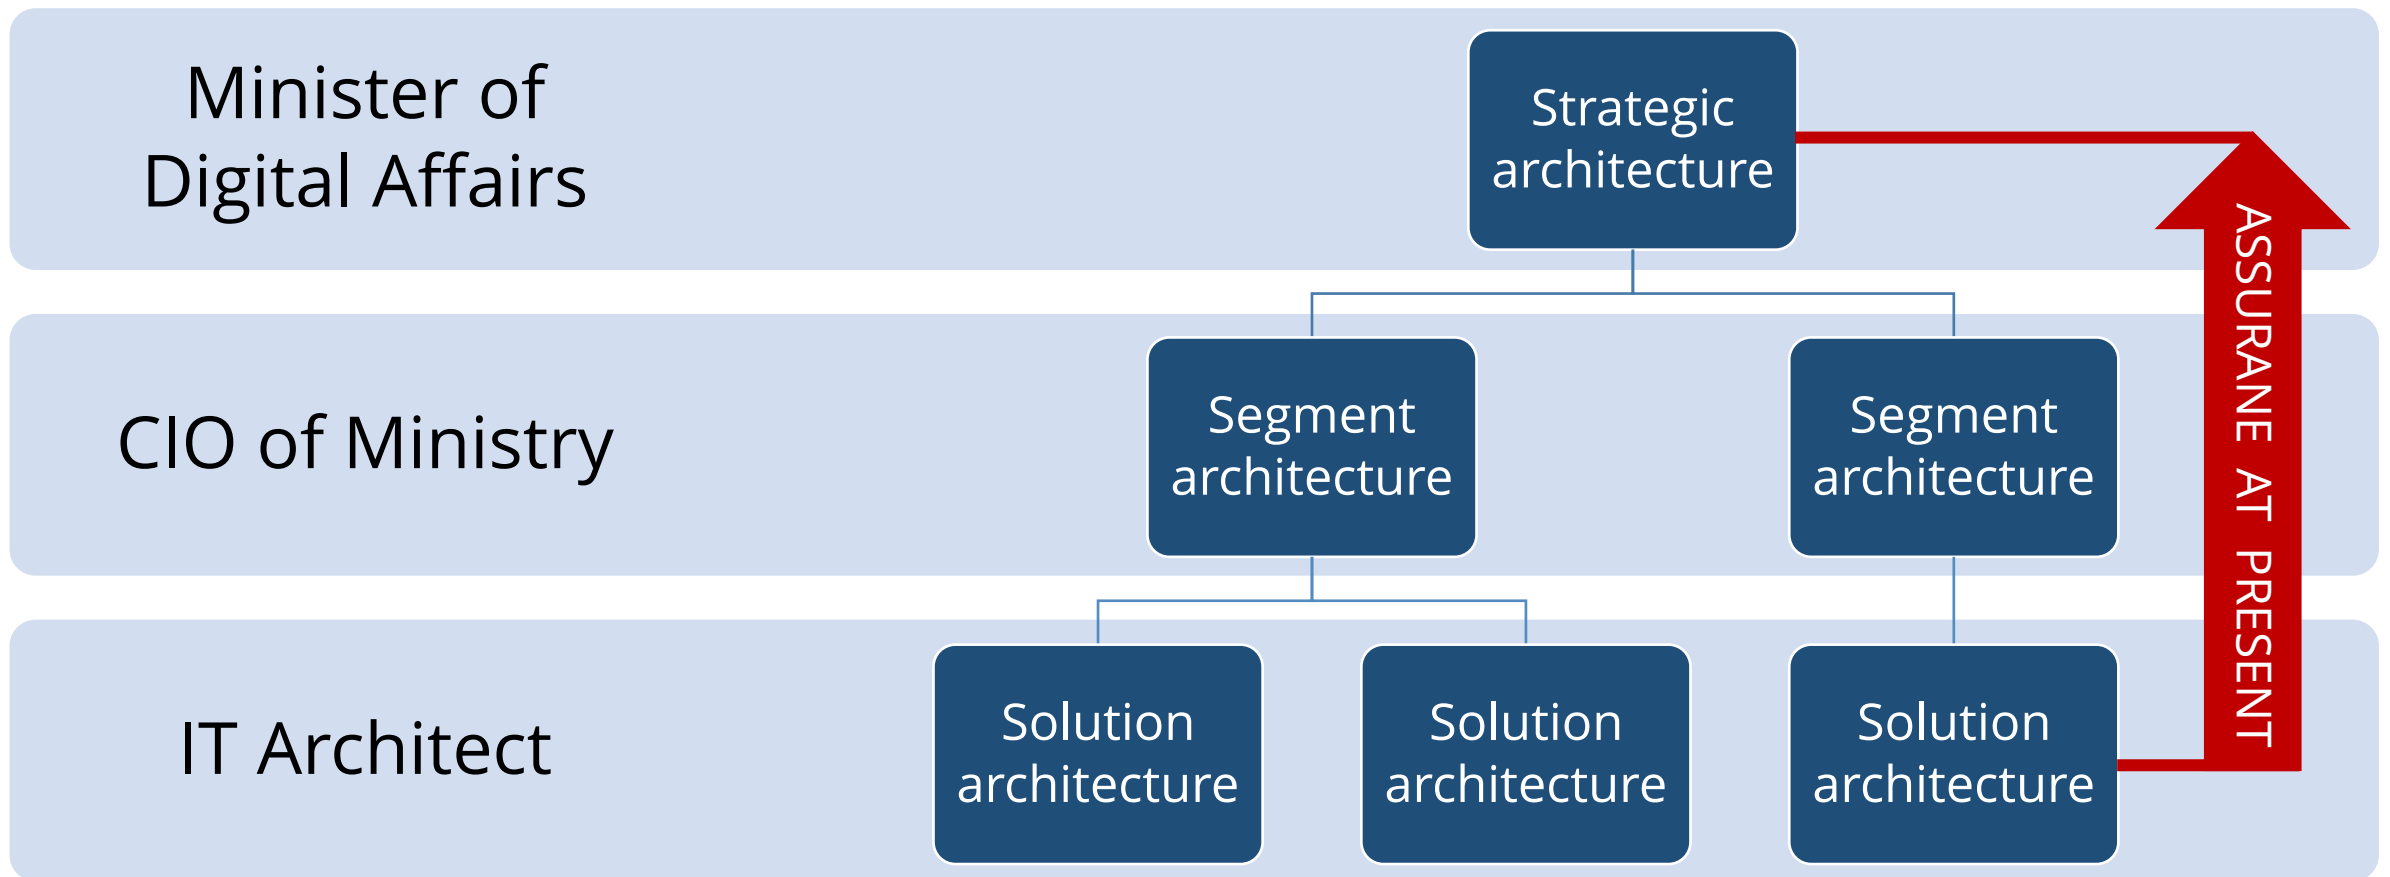 Minister of
Digital Affairs
Strategic
architecture
CIO of Ministry
Segment
architecture
Segment
architecture
IT Architect
Solution
architecture
Solution
architecture
Solution
architecture
ASSURANE AT PRESENT